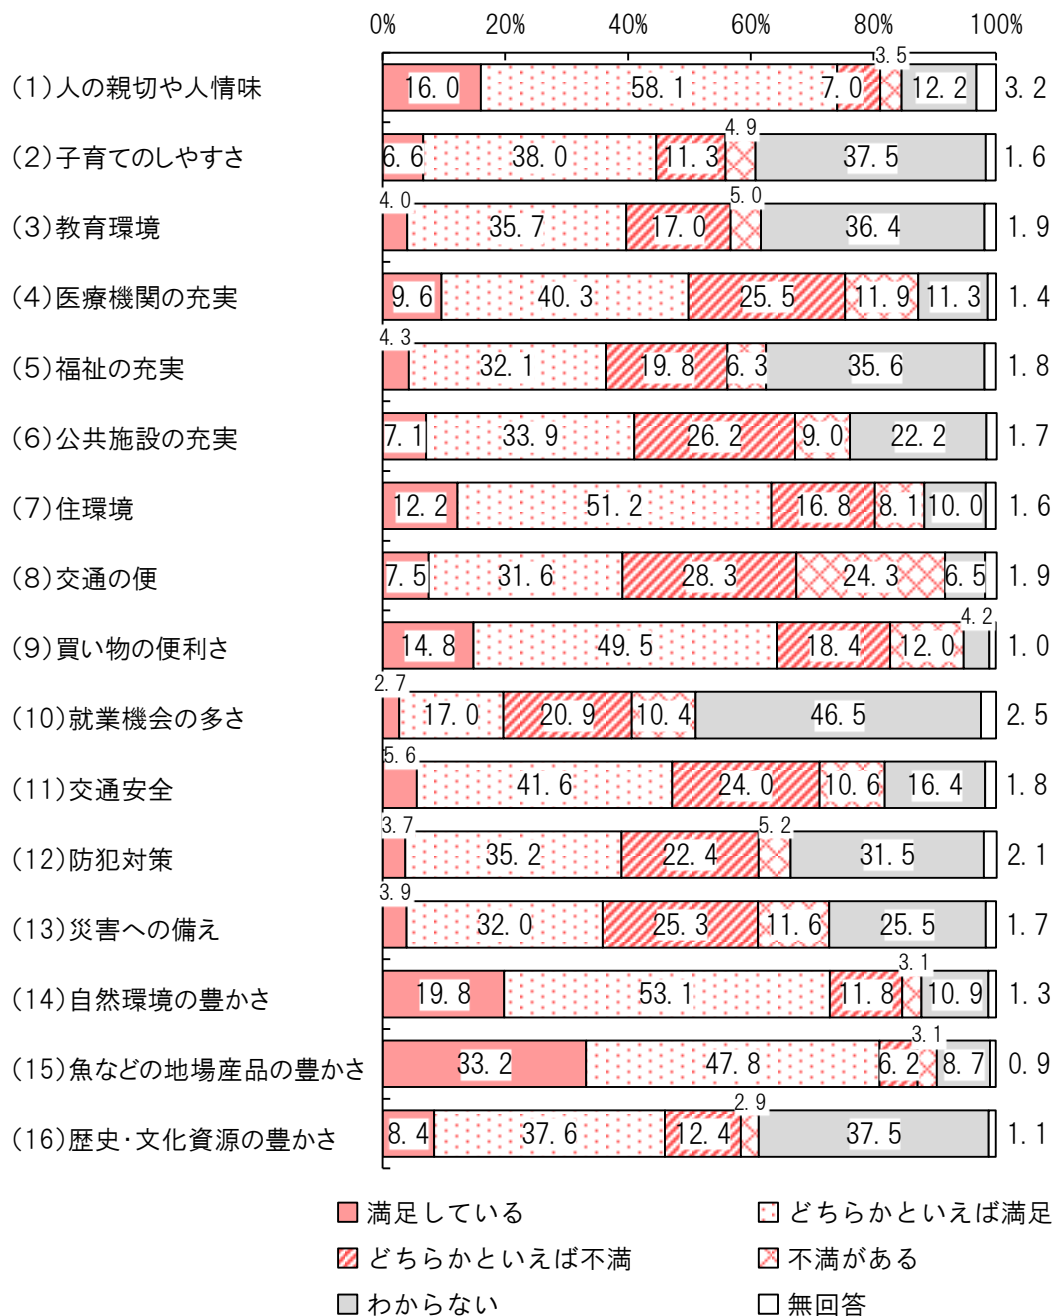 0% 20% 40% 60% 80% 100%
(1)人の親切や人情味 16.0 58.1 7.0 3.5 12.2 3.2
(2)子育てのしやすさ 6.6 38.0 11.3 4.9 37.5 1.6
(3)教育環境 4.0 35.7 17.0 5.0 36.4 1.9
(4)医療機関の充実 9.6 40.3 25.5 11.9 11.3 1.4
(5)福祉の充実 4.3 32.1 19.8 6.3 35.6 1.8
(6)公共施設の充実 7.1 33.9 26.2 9.0 22.2 1.7
(7)住環境 12.2 51.2 16.8 8.1 10.0 1.6
(8)交通の便 7.5 31.6 28.3 24.3 6.5 1.9
(9)買い物の便利さ 14.8 49.5 18.4 12.0 4.2 1.0
(10)就業機会の多さ 2.7 17.0 20.9 10.4 46.5 2.5
(11)交通安全 5.6 41.6 24.0 10.6 16.4 1.8
(12)防犯対策 3.7 35.2 22.4 5.2 31.5 2.1
(13)災害への備え 3.9 32.0 25.3 11.6 25.5 1.7
(14)自然環境の豊かさ 19.8 53.1 11.8 3.1 10.9 1.3
(15)魚などの地場産品の豊かさ 33.2 47.8 6.2 3.1 8.7 0.9
(16)歴史・文化資源の豊かさ 8.4 37.6 12.4 2.9 37.5 1.1
満足している どちらかといえば満足
どちらかといえば不満 不満がある
わからない 無回答